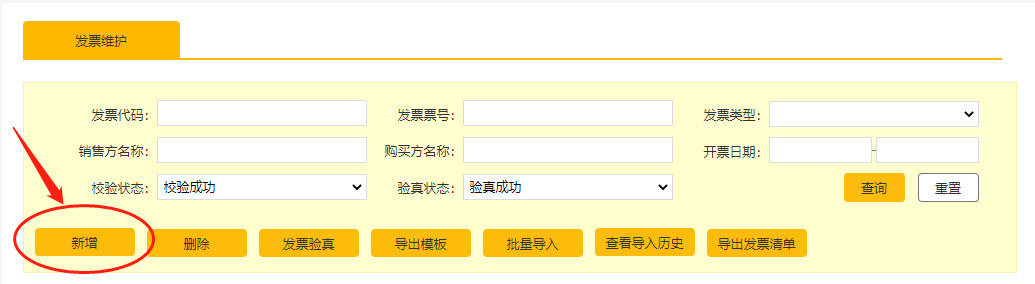 发票维护
发票代码: 发票票号: 发票类型:
销售方名称: 购买方名称: 开票日期: -
校验状态: 校验成功 验真状态: 验真成功 查询 重置
新增 删除 发票验真 导出模板 批量导入 查看导入历史 导出发票清单